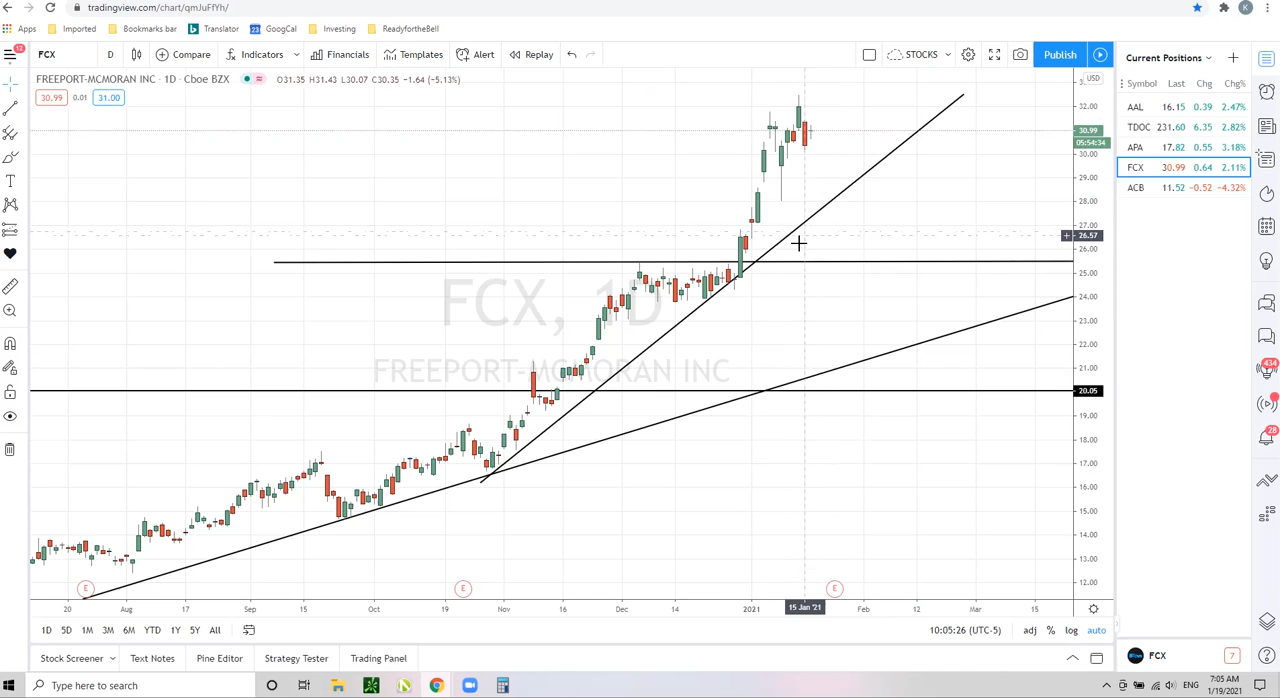 tradingview.com/chart/qmJuFfYh/
Apps Imported Bookmarks bar Translator GoogCal Investing ReadyfortheBell
12
FCX D Compare Indicators Financials Templates Alert Replay STOCKS Publish
Current Positions
FREEPORT-MCMORAN INC · 1D · Cboe BZX O31.35 H31.43 L30.07 C30.35 −1.64 (−5.13%)
USD
30.99 0.01 31.00
Symbol Last Chg Chg%
AAL 16.15 0.39 2.47%
TDOC 231.60 6.35 2.82%
APA 17.82 0.55 3.18%
FCX 30.99 0.64 2.11%
ACB 11.52 −0.52 −4.32%
32.00
30.99
05:54:34
30.00
29.00
28.00
27.00
26.57
26.00
25.00
24.00
23.00
22.00
21.00
20.05
19.00
18.00
17.00
16.00
15.00
14.00
13.00
12.00
FCX, 1D
FREEPORT-MCMORAN INC
434
28
E E E
20 Aug 17 Sep 15 Oct 19 Nov 16 Dec 14 2021 15 Jan '21 Feb 12 Mar 15
1D 5D 1M 3M 6M YTD 1Y 5Y All
10:05:26 (UTC-5) adj % log auto
Stock Screener Text Notes Pine Editor Strategy Tester Trading Panel
FCX 7
Type here to search
ENG
7:05 AM
1/19/2021